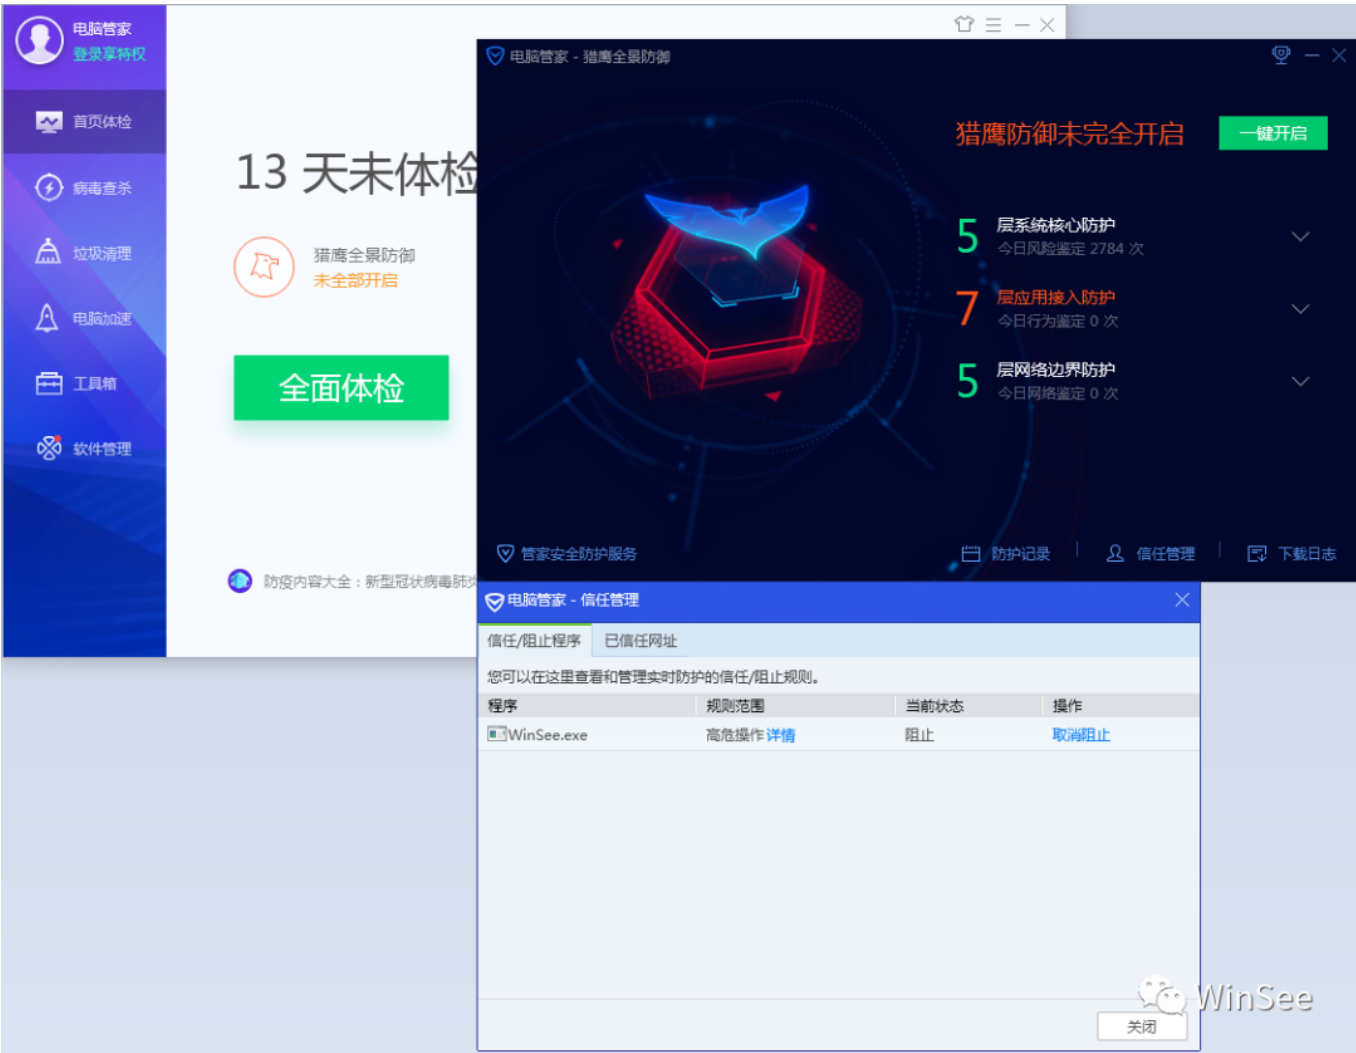 电脑管家
登录享特权
首页体检
病毒查杀
垃圾清理
电脑加速
工具箱
软件管理
13 天未体检
猎鹰全景防御
未全部开启
全面体检
防疫内容大全：新型冠状病毒肺炎
电脑管家 - 猎鹰全景防御
猎鹰防御未完全开启
一键开启
5 层系统核心防护
今日风险鉴定 2784 次
7 层应用接入防护
今日行为鉴定 0 次
5 层网络边界防护
今日网络鉴定 0 次
管家安全防护服务
防护记录
信任管理
下载日志
电脑管家 - 信任管理
信任/阻止程序 已信任网址
您可以在这里查看和管理实时防护的信任/阻止规则。
程序 规则范围 当前状态 操作
WinSee.exe 高危操作 详情 阻止 取消阻止
WinSee
关闭